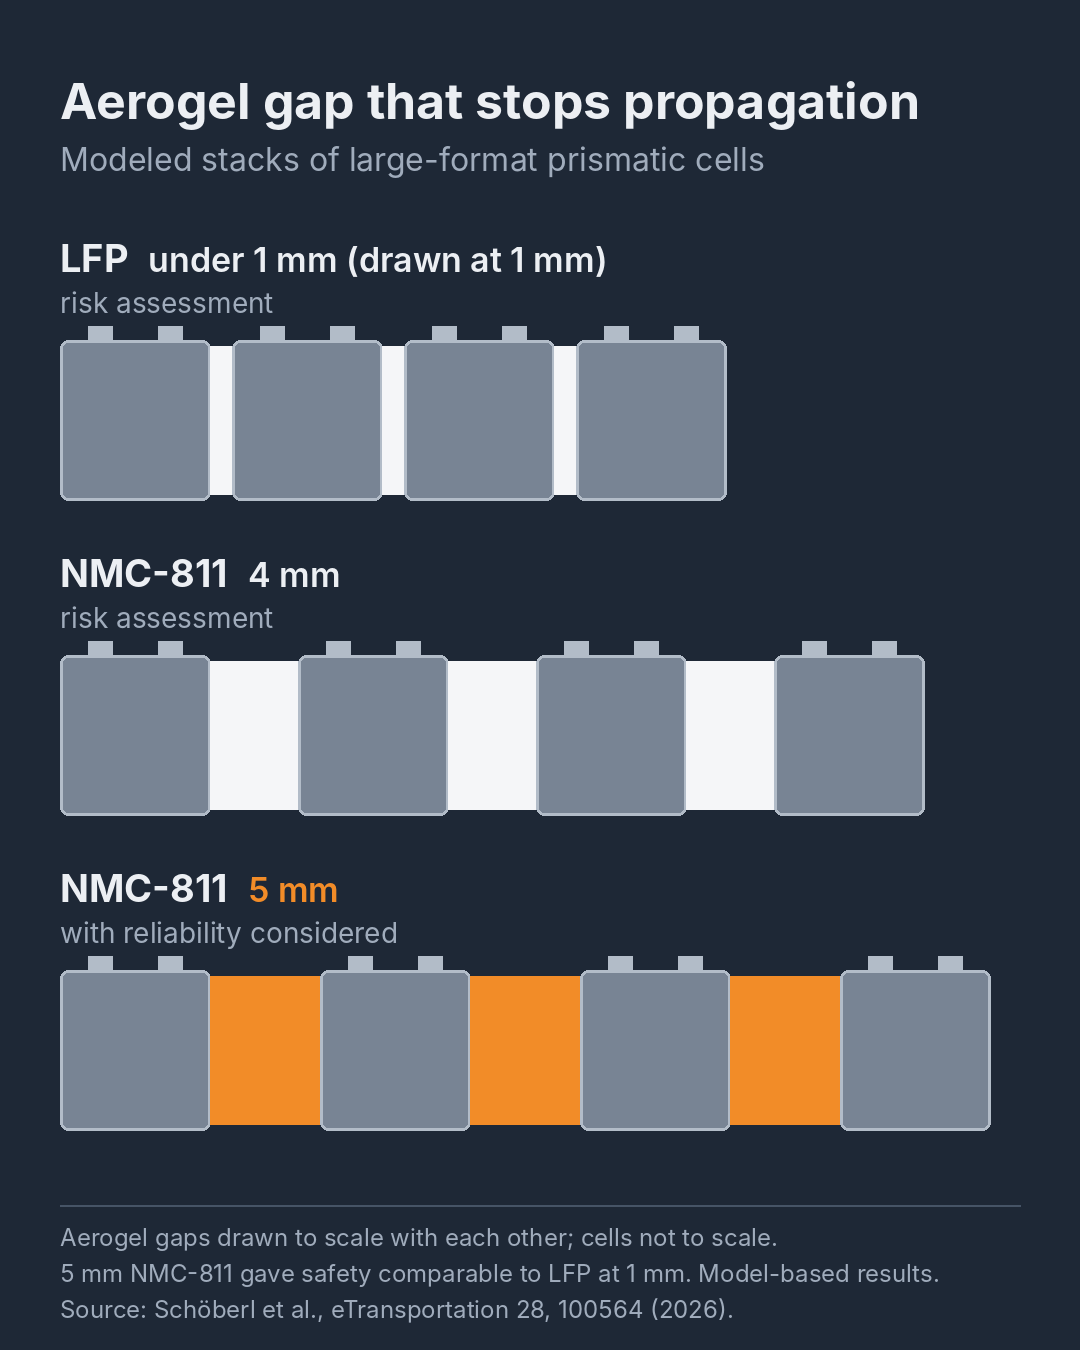 Aerogel gap that stops propagation
Modeled stacks of large-format prismatic cells
LFP under 1 mm (drawn at 1 mm)
risk assessment
NMC-811 4 mm
risk assessment
NMC-811 5 mm
with reliability considered
Aerogel gaps drawn to scale with each other; cells not to scale.
5 mm NMC-811 gave safety comparable to LFP at 1 mm. Model-based results.
Source: Schöberl et al., eTransportation 28, 100564 (2026).